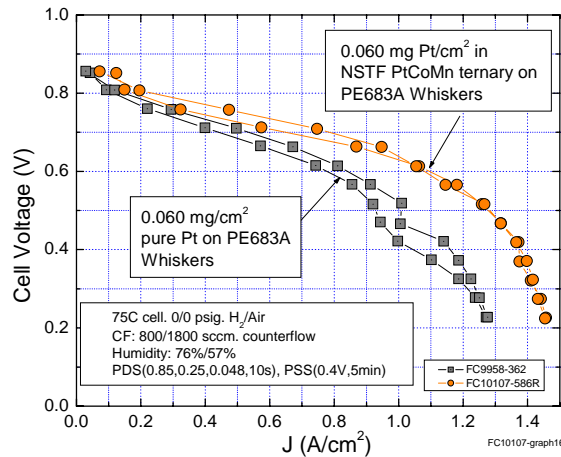 1.0
0.8
0.6
0.4
0.2
0.0
Cell Voltage (V)
0.060 mg Pt/cm² in
NSTF PtCoMn ternary on
PE683A Whiskers
0.060 mg/cm²
pure Pt on PE683A
Whiskers
75C cell. 0/0 psig. H₂/Air
CF: 800/1800 sccm. counterflow
Humidity: 76%/57%
PDS(0.85,0.25,0.048,10s), PSS(0.4V,5min)
FC9958-362
FC10107-586R
0.0 0.2 0.4 0.6 0.8 1.0 1.2 1.4
J (A/cm²)
FC10107-graph16